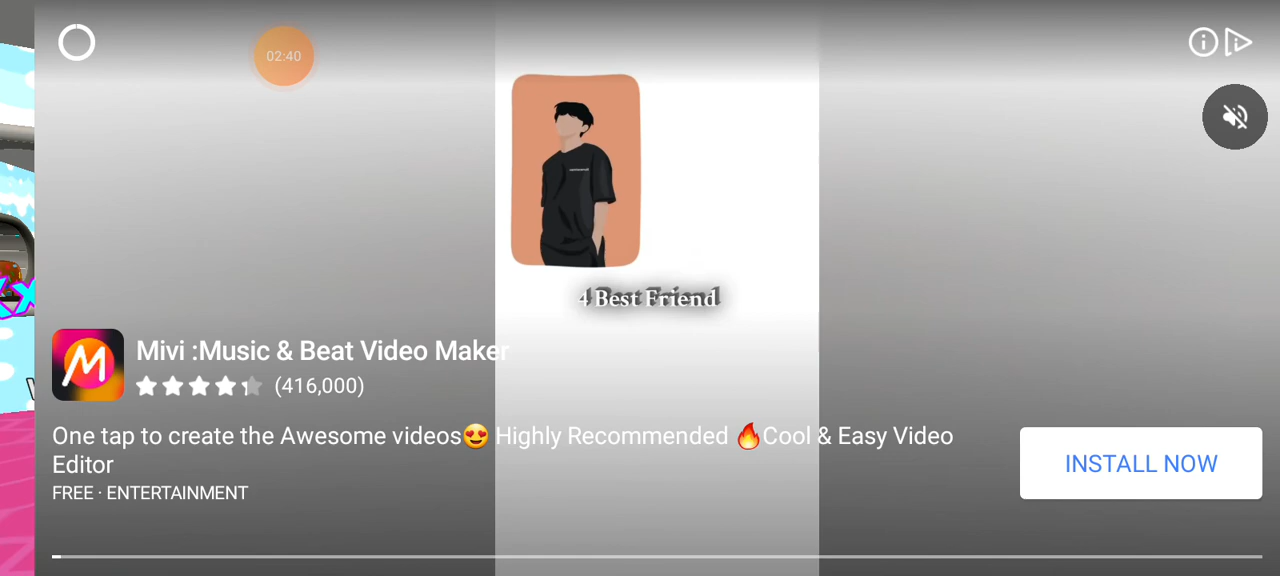 02:40
4 Best Friend
Mivi :Music & Beat Video Maker
(416,000)
One tap to create the Awesome videos😍 Highly Recommended 🔥Cool & Easy Video
Editor
FREE · ENTERTAINMENT
INSTALL NOW